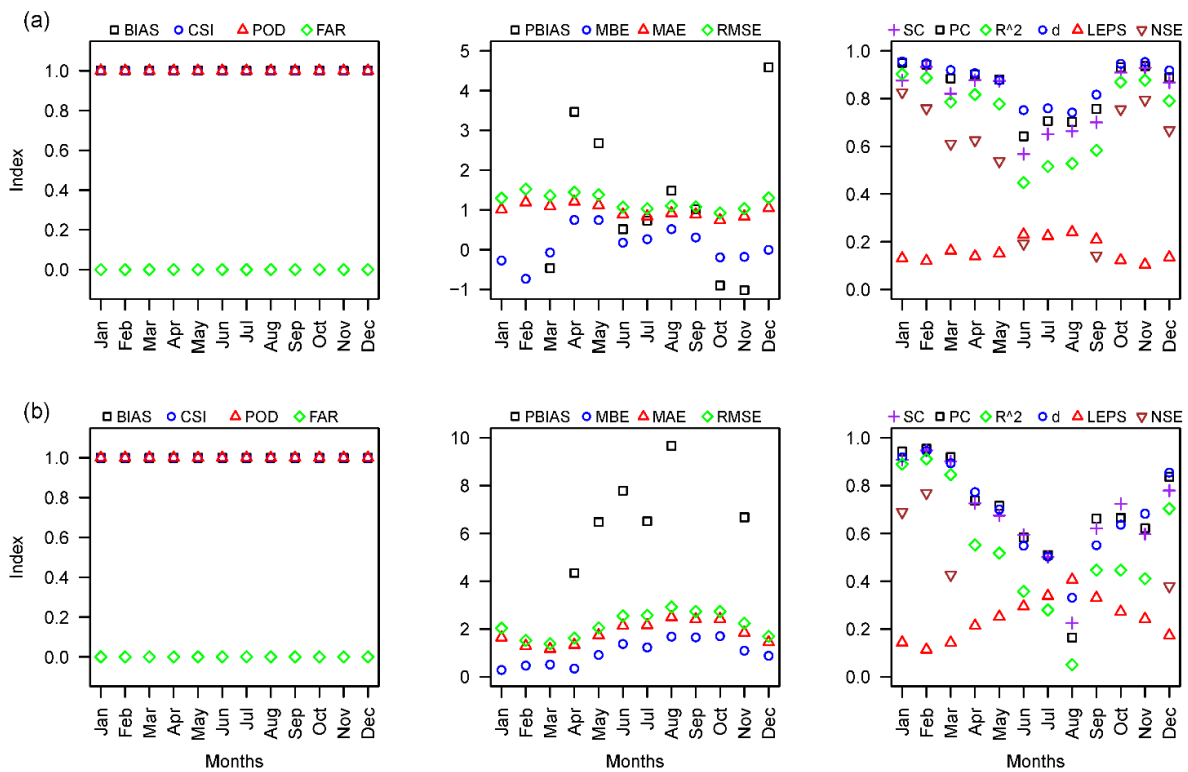 (a)
BIAS CSI POD FAR
PBIAS MBE MAE RMSE
SC PC R^2 d LEPS NSE
Index
1.0
0.8
0.6
0.4
0.2
0.0
5
4
3
2
1
0
−1
1.0
0.8
0.6
0.4
0.2
0.0
Jan Feb Mar Apr May Jun Jul Aug Sep Oct Nov Dec
Jan Feb Mar Apr May Jun Jul Aug Sep Oct Nov Dec
Jan Feb Mar Apr May Jun Jul Aug Sep Oct Nov Dec
(b)
BIAS CSI POD FAR
PBIAS MBE MAE RMSE
SC PC R^2 d LEPS NSE
Index
1.0
0.8
0.6
0.4
0.2
0.0
10
8
6
4
2
0
1.0
0.8
0.6
0.4
0.2
0.0
Jan Feb Mar Apr May Jun Jul Aug Sep Oct Nov Dec
Jan Feb Mar Apr May Jun Jul Aug Sep Oct Nov Dec
Jan Feb Mar Apr May Jun Jul Aug Sep Oct Nov Dec
Months
Months
Months